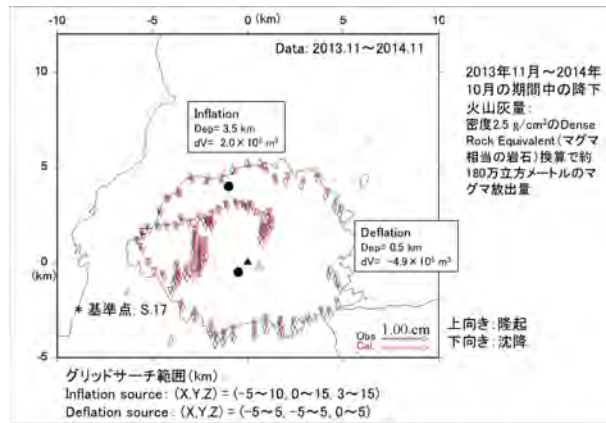 -10 -5 0 (km) 5 10
Data: 2013.11～2014.11
10
5
0
(km)
-5
Inflation
Dep= 3.5 km
dV= 2.0×10⁵ m³
Deflation
Dep= 0.5 km
dV= -4.9×10⁵ m³
* 基準点: S.17
Obs. 1.00 cm
Cal.
上向き:隆起
下向き:沈降
2013年11月～2014年
10月の期間中の降下
火山灰量:
密度2.5 g/cm³のDense
Rock Equivalent(マグマ
相当の岩石)換算で約
180万立方メートルのマ
グマ放出量
グリッドサーチ範囲(km)
Inflation source: (X,Y,Z) = (-5～10, 0～15, 3～15)
Deflation source: (X,Y,Z) = (-5～5, -5～5, 0～5)